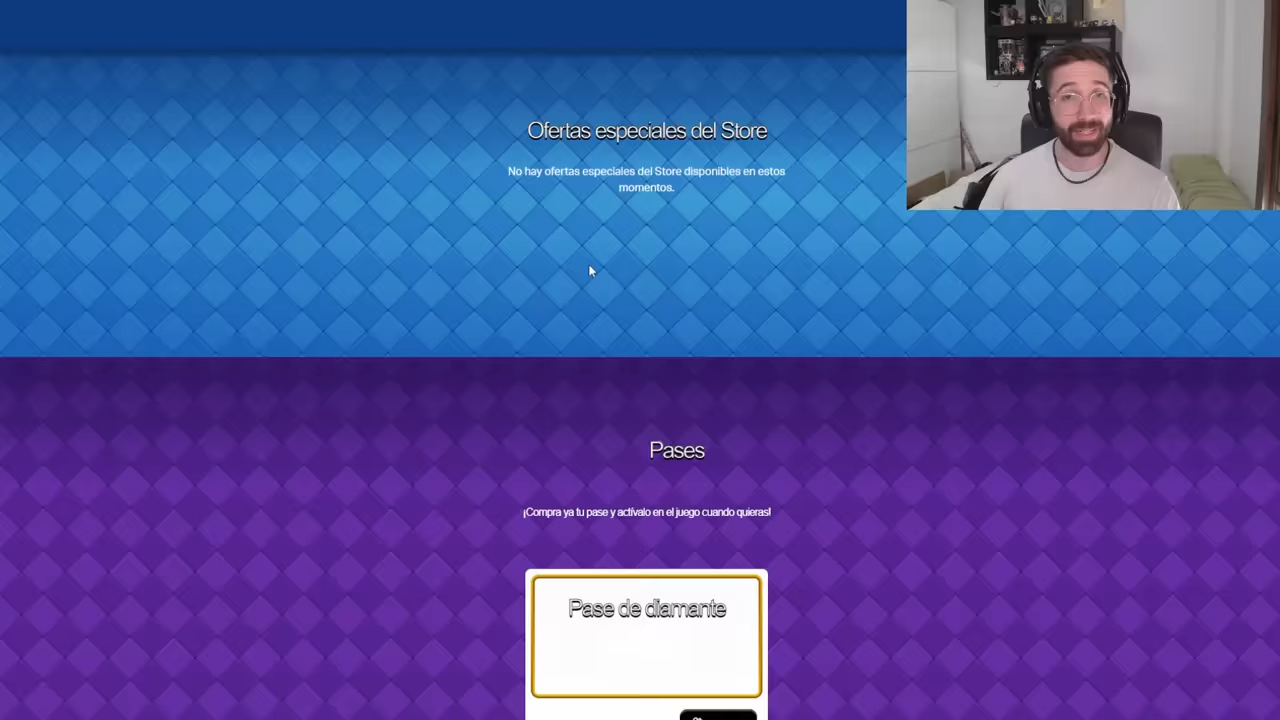 Ofertas especiales del Store
No hay ofertas especiales del Store disponibles en estos
momentos.
Pases
¡Compra ya tu pase y actívalo en el juego cuando quieras!
Pase de diamante